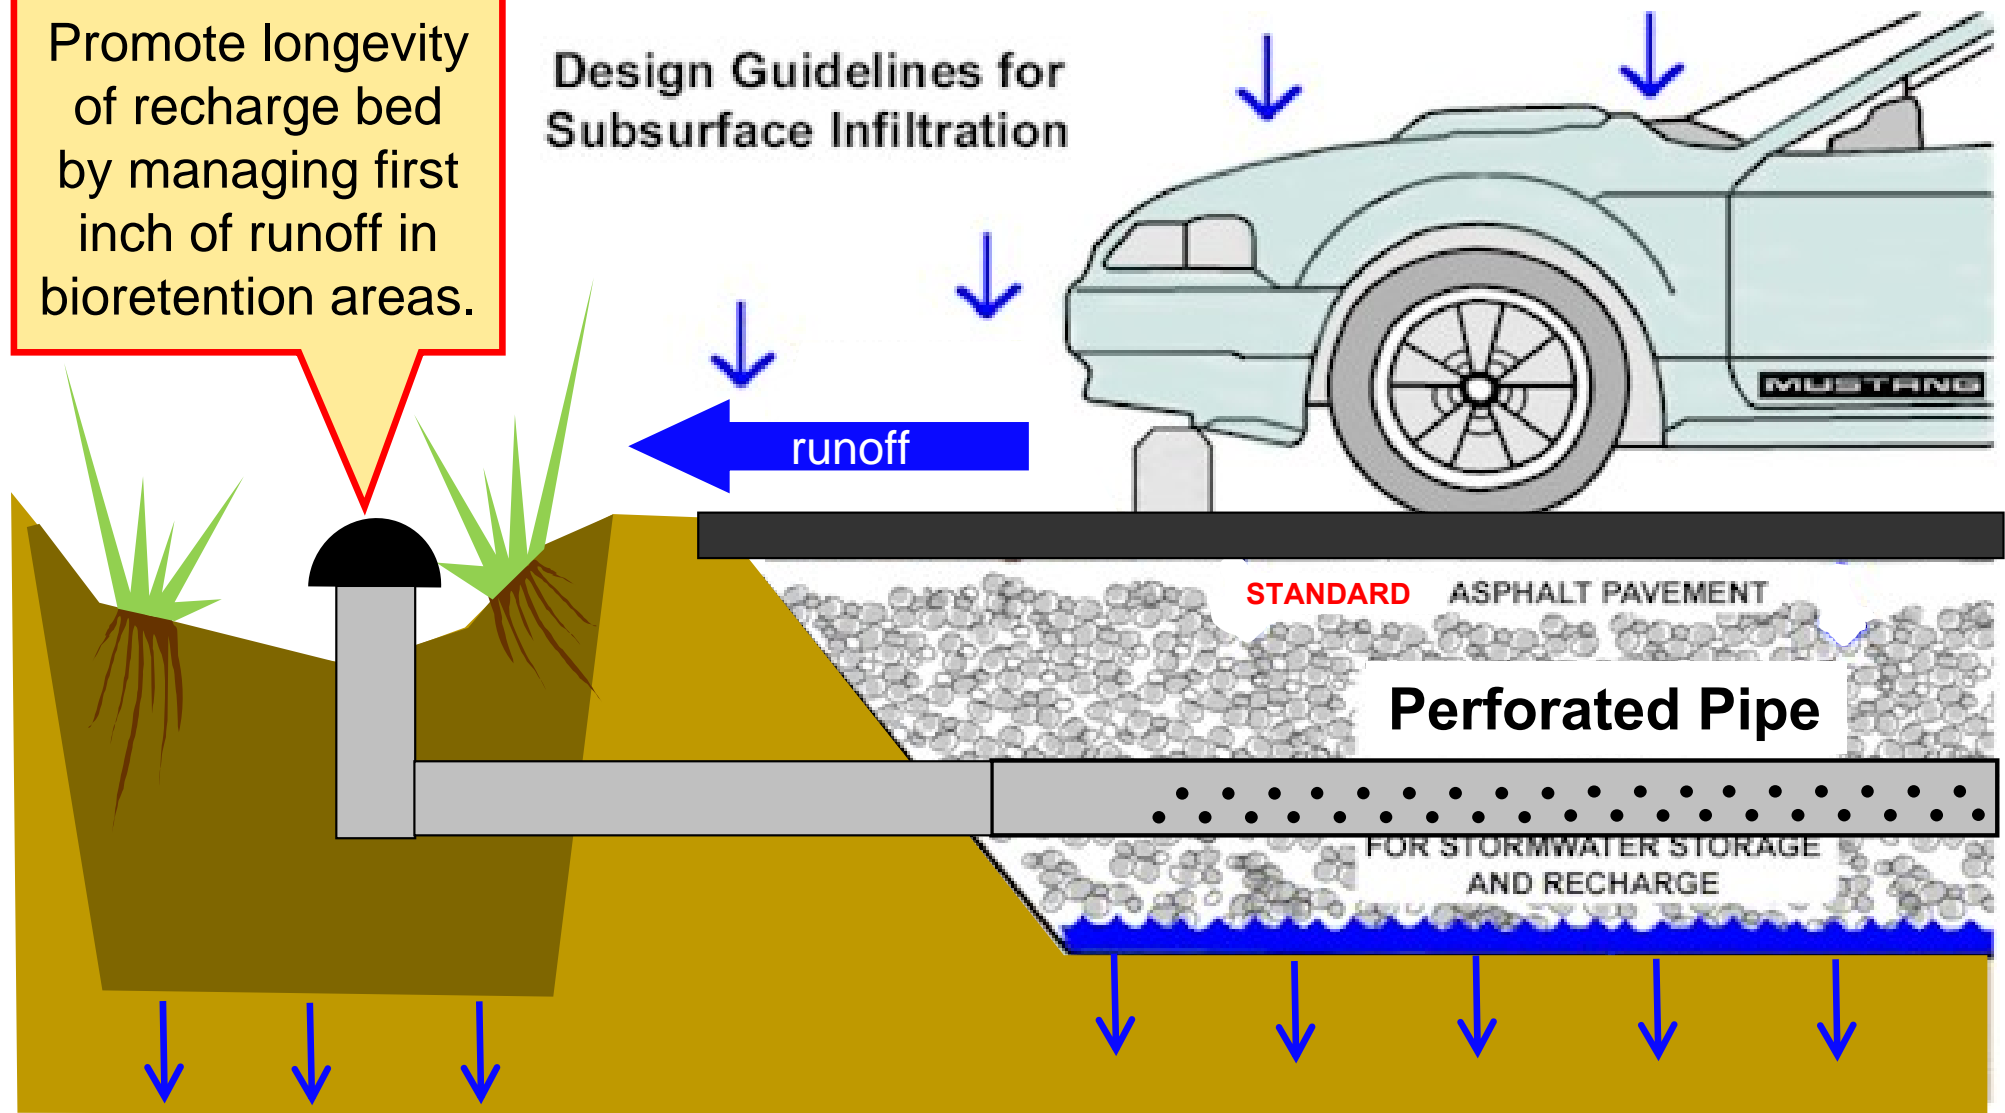 Promote longevity
of recharge bed
by managing first
inch of runoff in
bioretention areas.
Design Guidelines for
Subsurface Infiltration
MUSTANG
runoff
STANDARD ASPHALT PAVEMENT
Perforated Pipe
FOR STORMWATER STORAGE
AND RECHARGE